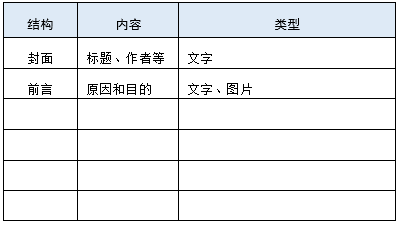 结构 内容 类型
封面 标题、作者等 文字
前言 原因和目的 文字、图片